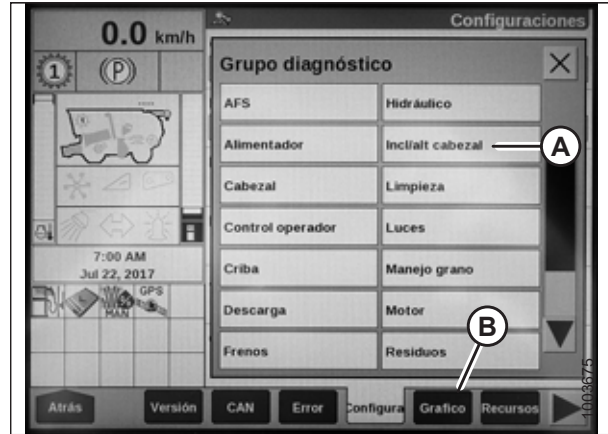 0.0 km/h
Configuraciones
1
(P)
Grupo diagnóstico
AFS
Hidráulico
Alimentador
Incl/alt cabezal
A
Cabezal
Limpieza
Control operador
Luces
Criba
Manejo grano
7:00 AM
Jul 22, 2017
GPS
MAN
Descarga
Motor
B
Frenos
Residuos
Atrás
Versión
CAN
Error
Configura
Grafico
Recursos
1003675